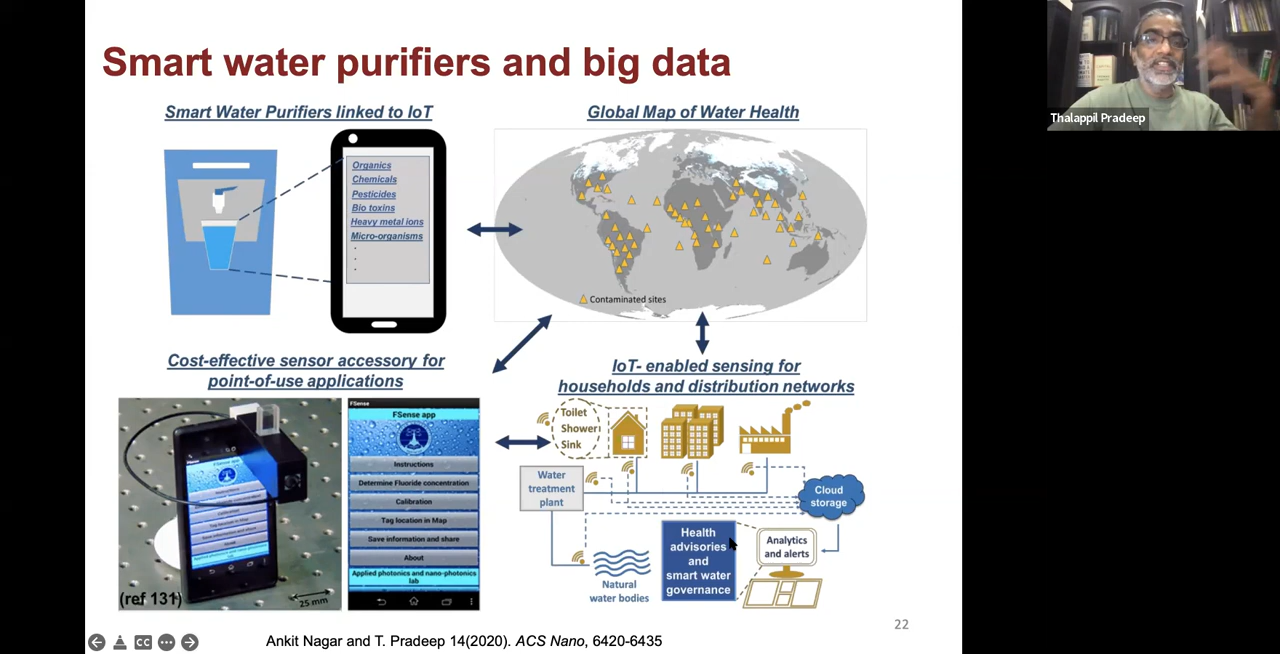 Smart water purifiers and big data
Thalappil Pradeep
Smart Water Purifiers linked to IoT
Organics
Chemicals
Pesticides
Bio toxins
Heavy metal ions
Micro-organisms
Global Map of Water Health
Contaminated sites
Cost-effective sensor accessory for
point-of-use applications
(ref 131)
25 mm
FSense
FSense app
Instructions
Determine Fluoride concentration
Calibration
Tag location in Map
Save information and share
About
Applied photonics and nano-photonics
lab
IoT- enabled sensing for
households and distribution networks
Toilet
Shower
Sink
Water
treatment
plant
Cloud
storage
Natural
water bodies
Health
advisories
and
smart water
governance
Analytics
and alerts
22
CC
Ankit Nagar and T. Pradeep 14(2020). ACS Nano, 6420-6435